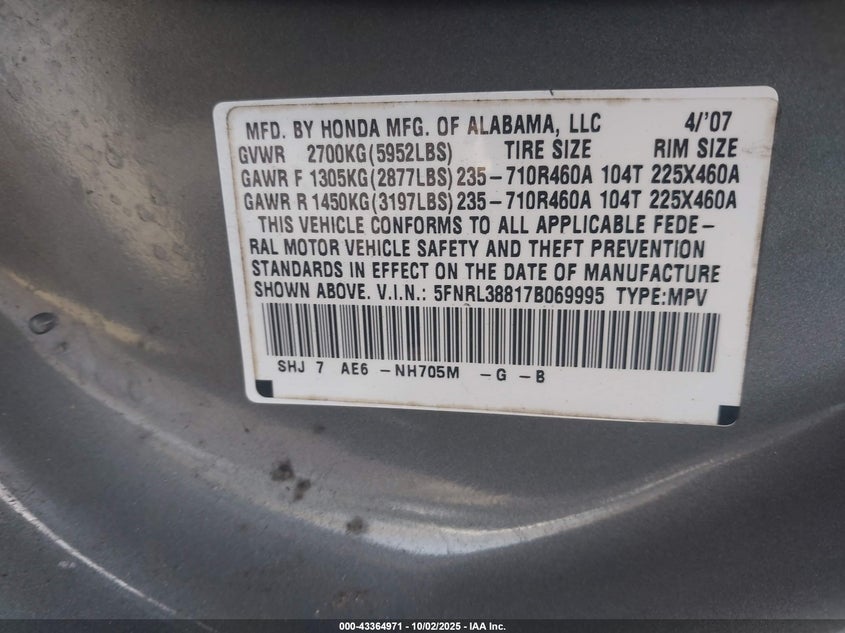 MFD. BY HONDA MFG. OF ALABAMA, LLC 4/'07
GVWR 2700KG(5952LBS) TIRE SIZE RIM SIZE
GAWR F 1305KG(2877LBS) 235-710R460A 104T 225X460A
GAWR R 1450KG(3197LBS) 235-710R460A 104T 225X460A
THIS VEHICLE CONFORMS TO ALL APPLICABLE FEDE-
RAL MOTOR VEHICLE SAFETY AND THEFT PREVENTION
STANDARDS IN EFFECT ON THE DATE OF MANUFACTURE
SHOWN ABOVE. V.I.N.: 5FNRL38817B069995 TYPE:MPV
SHJ 7 AE6 -NH705M -G -B
000-43364971 - 10/02/2025 - IAA Inc.